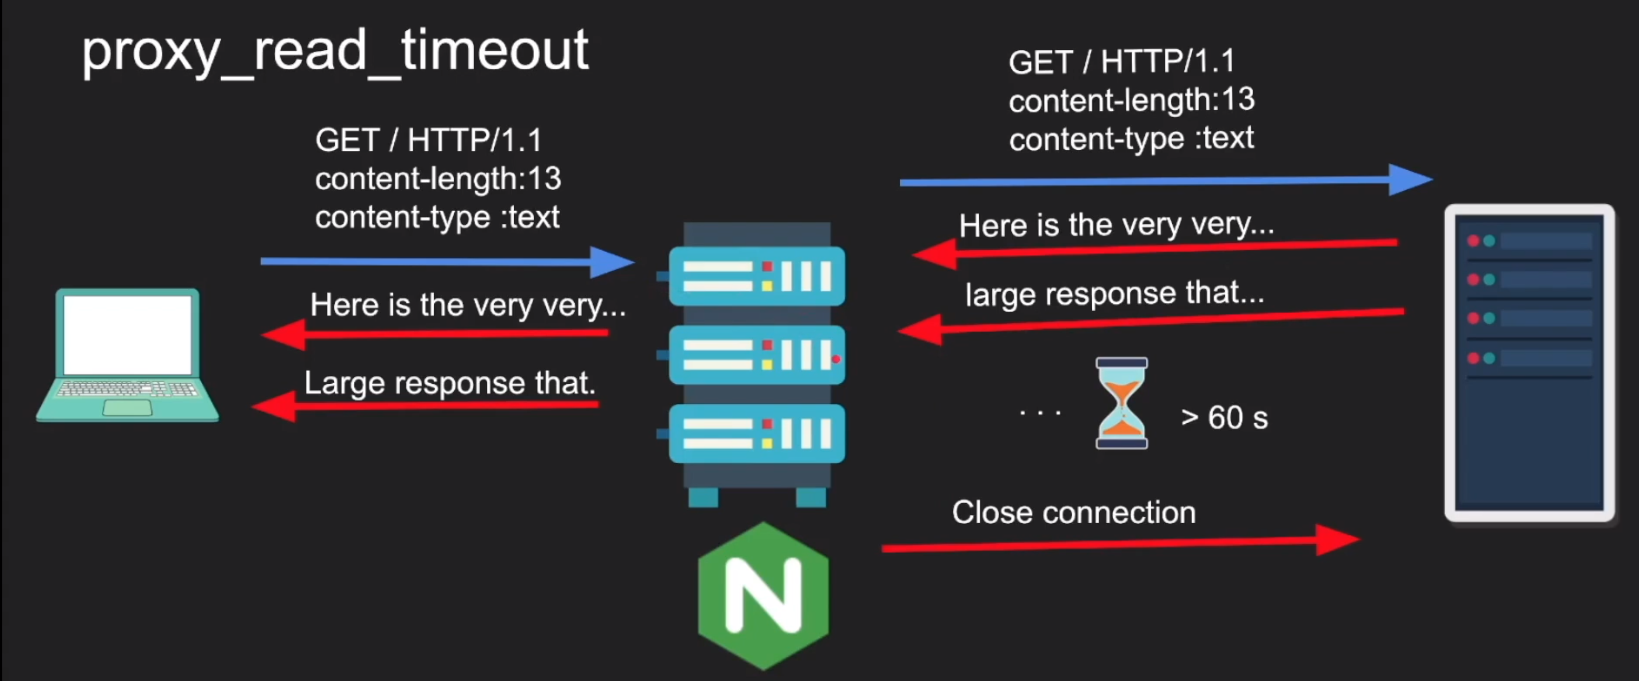 proxy_read_timeout
GET / HTTP/1.1
content-length:13
content-type :text
GET / HTTP/1.1
content-length:13
content-type :text
Here is the very very...
Large response that.
Here is the very very...
large response that...
. . .
> 60 s
Close connection
N